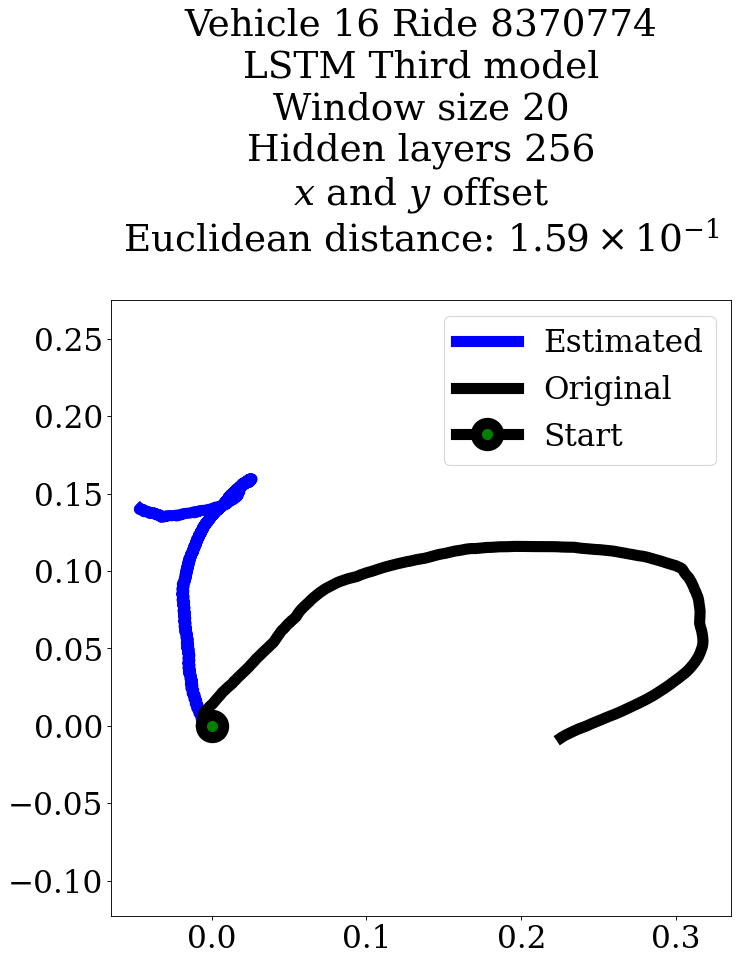 Vehicle 16 Ride 8370774
LSTM Third model
Window size 20
Hidden layers 256
x and y offset
Euclidean distance: 1.59 × 10⁻¹
Estimated
Original
Start
0.25
0.20
0.15
0.10
0.05
0.00
−0.05
−0.10
0.0 0.1 0.2 0.3